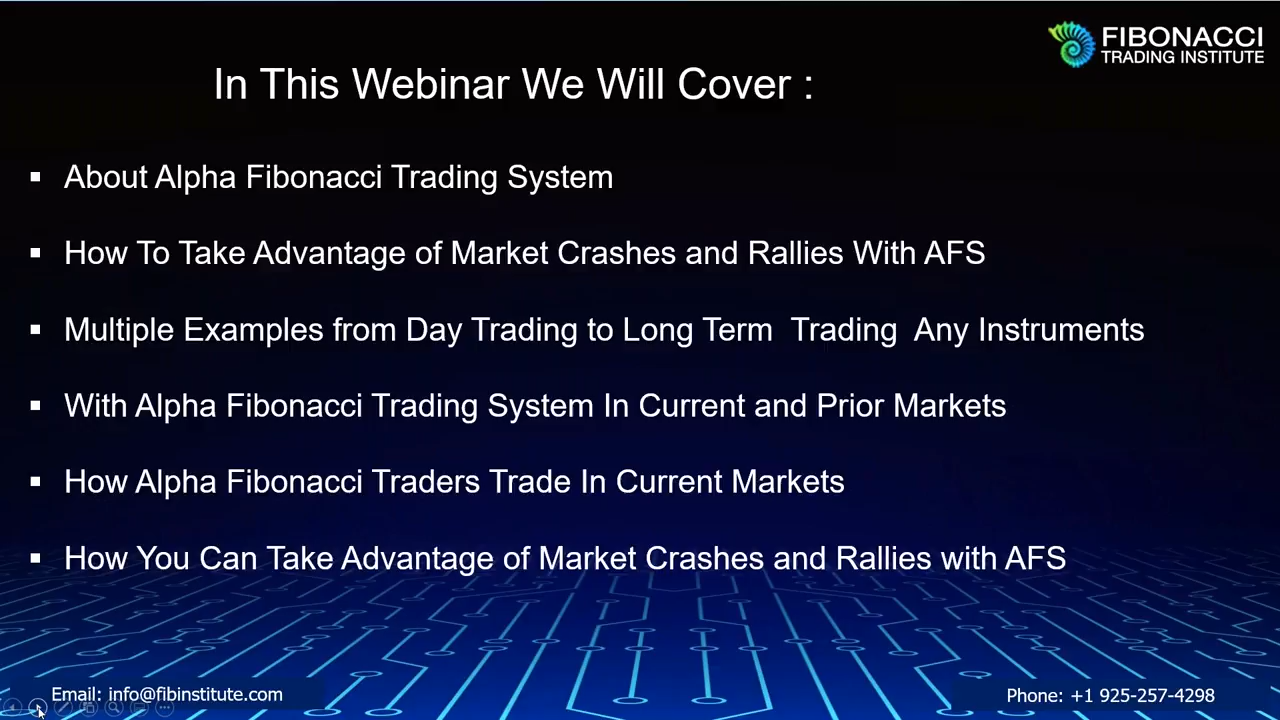 FIBONACCI
TRADING INSTITUTE
In This Webinar We Will Cover :
▪ About Alpha Fibonacci Trading System
▪ How To Take Advantage of Market Crashes and Rallies With AFS
▪ Multiple Examples from Day Trading to Long Term Trading Any Instruments
▪ With Alpha Fibonacci Trading System In Current and Prior Markets
▪ How Alpha Fibonacci Traders Trade In Current Markets
▪ How You Can Take Advantage of Market Crashes and Rallies with AFS
Email: info@fibinstitute.com
Phone: +1 925-257-4298